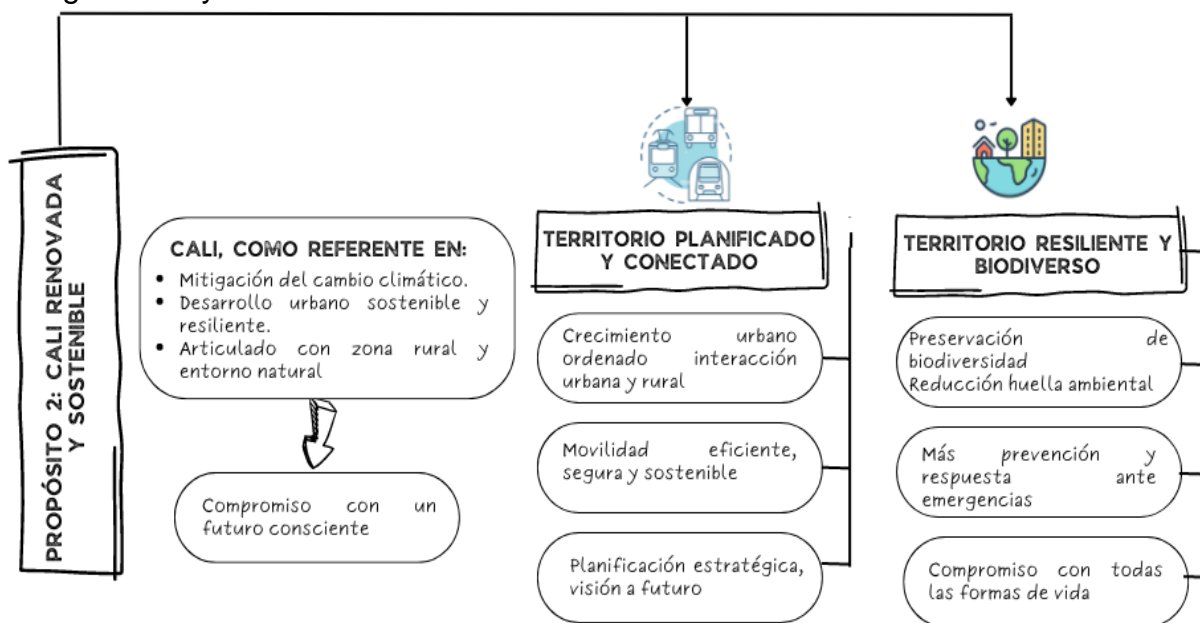 PROPÓSITO 2: CALI RENOVADA
Y SOSTENIBLE
CALI, COMO REFERENTE EN:
• Mitigación del cambio climático.
• Desarrollo urbano sostenible y
resiliente.
• Articulado con zona rural y
entorno natural
Compromiso con un
futuro consciente
TERRITORIO PLANIFICADO
Y CONECTADO
Crecimiento urbano
ordenado interacción
urbana y rural
Movilidad eficiente,
segura y sostenible
Planificación estratégica,
visión a futuro
TERRITORIO RESILIENTE Y
BIODIVERSO
Preservación de
biodiversidad
Reducción huella ambiental
Más prevención y
respuesta ante
emergencias
Compromiso con todas
las formas de vida